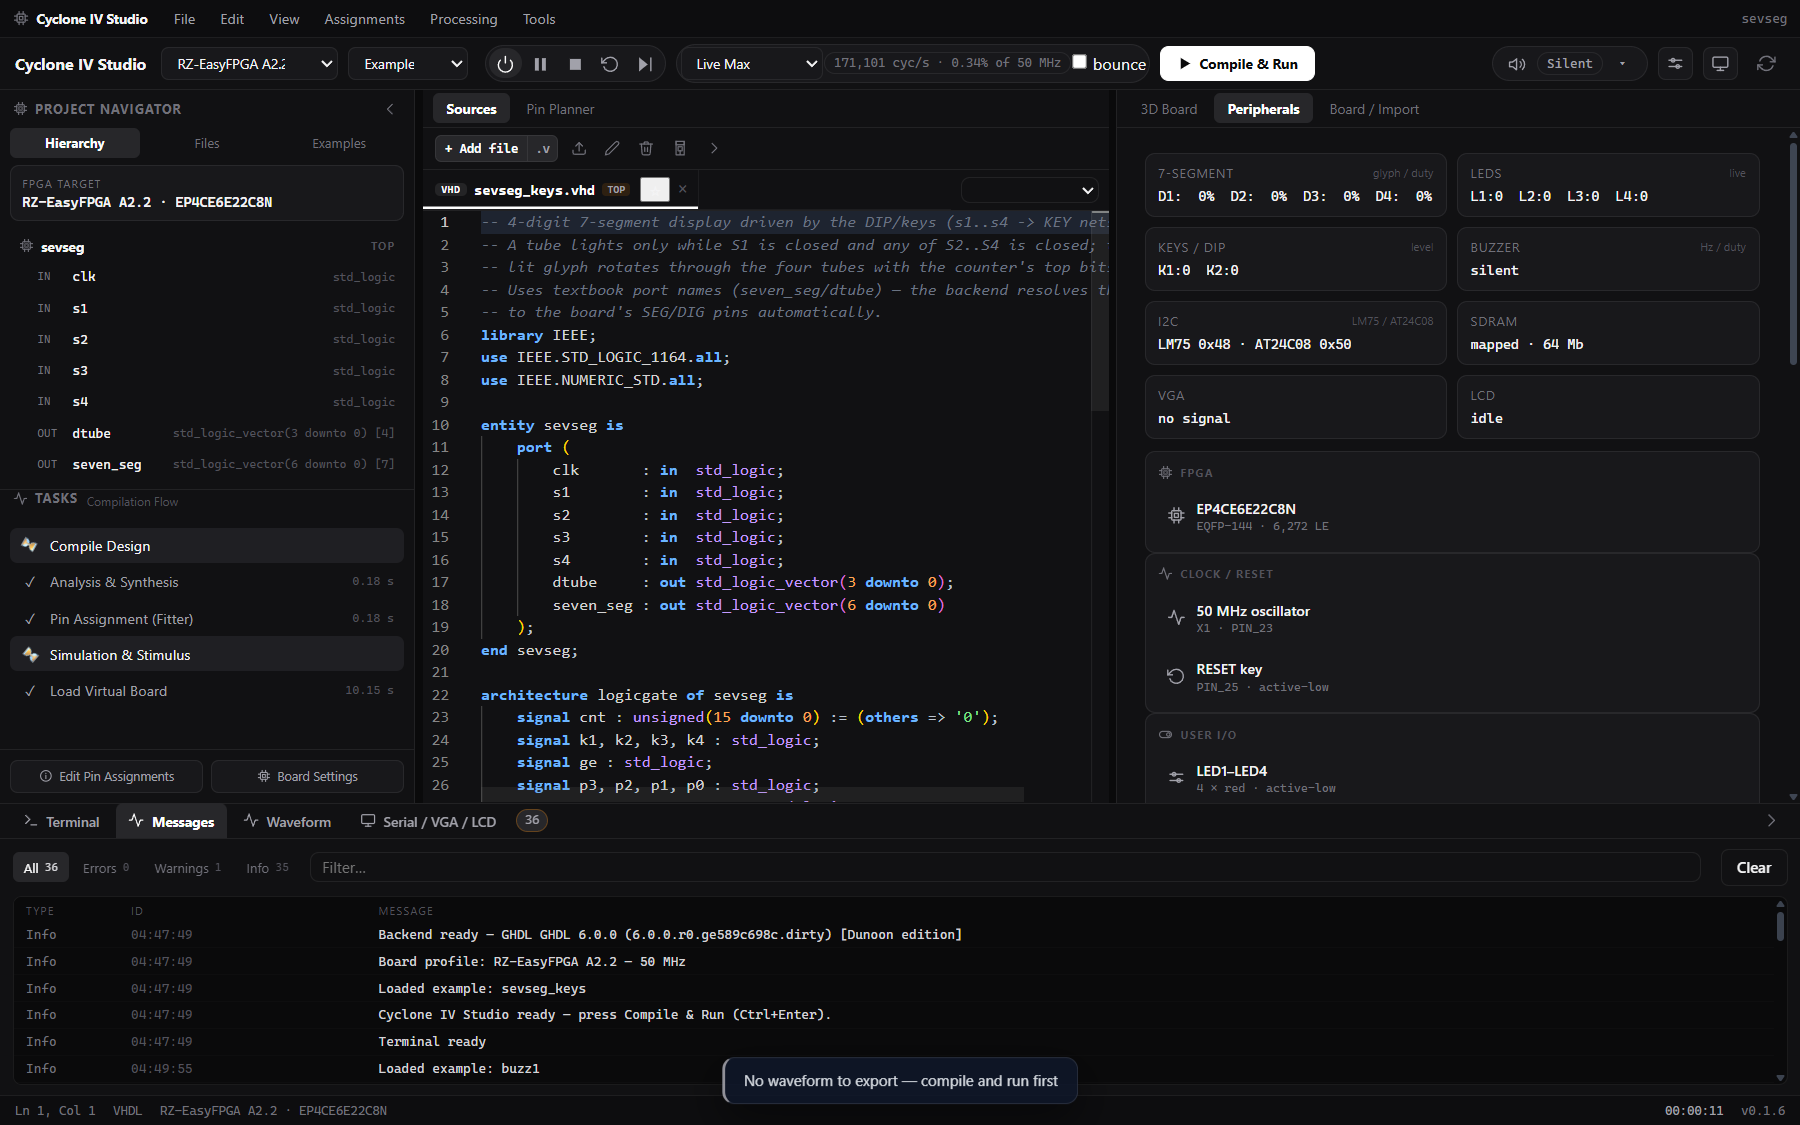 Cyclone IV Studio File Edit View Assignments Processing Tools sevseg
Cyclone IV Studio RZ-EasyFPGA A2.2 Example Live Max 171,101 cyc/s · 0.34% of 50 MHz bounce Compile & Run Silent
PROJECT NAVIGATOR
Hierarchy Files Examples
FPGA TARGET
RZ-EasyFPGA A2.2 · EP4CE6E22C8N
sevseg TOP
IN clk std_logic
IN s1 std_logic
IN s2 std_logic
IN s3 std_logic
IN s4 std_logic
OUT dtube std_logic_vector(3 downto 0) [4]
OUT seven_seg std_logic_vector(6 downto 0) [7]
TASKS Compilation Flow
Compile Design
Analysis & Synthesis 0.18 s
Pin Assignment (Fitter) 0.18 s
Simulation & Stimulus
Load Virtual Board 10.15 s
Edit Pin Assignments Board Settings
Sources Pin Planner
+ Add file .v
VHD sevseg_keys.vhd TOP ×
1 -- 4-digit 7-segment display driven by the DIP/keys (s1..s4 -> KEY net
2 -- A tube lights only while S1 is closed and any of S2..S4 is closed;
3 -- lit glyph rotates through the four tubes with the counter's top bit
4 -- Uses textbook port names (seven_seg/dtube) — the backend resolves t
5 -- to the board's SEG/DIG pins automatically.
6 library IEEE;
7 use IEEE.STD_LOGIC_1164.all;
8 use IEEE.NUMERIC_STD.all;
9
10 entity sevseg is
11 port (
12 clk : in std_logic;
13 s1 : in std_logic;
14 s2 : in std_logic;
15 s3 : in std_logic;
16 s4 : in std_logic;
17 dtube : out std_logic_vector(3 downto 0);
18 seven_seg : out std_logic_vector(6 downto 0)
19 );
20 end sevseg;
21
22 architecture logicgate of sevseg is
23 signal cnt : unsigned(15 downto 0) := (others => '0');
24 signal k1, k2, k3, k4 : std_logic;
25 signal ge : std_logic;
26 signal p3, p2, p1, p0 : std_logic;
3D Board Peripherals Board / Import
7-SEGMENT glyph / duty
D1: 0% D2: 0% D3: 0% D4: 0%
LEDS live
L1:0 L2:0 L3:0 L4:0
KEYS / DIP level
K1:0 K2:0
BUZZER Hz / duty
silent
I2C LM75 / AT24C08
LM75 0x48 · AT24C08 0x50
SDRAM
mapped · 64 Mb
VGA
no signal
LCD
idle
FPGA
EP4CE6E22C8N
EQFP-144 · 6,272 LE
CLOCK / RESET
50 MHz oscillator
X1 · PIN_23
RESET key
PIN_25 · active-low
USER I/O
LED1–LED4
4 × red · active-low
Terminal Messages Waveform Serial / VGA / LCD 36
All 36 Errors 0 Warnings 1 Info 35 Filter... Clear
TYPE ID MESSAGE
Info 04:47:49 Backend ready — GHDL GHDL 6.0.0 (6.0.0.r0.ge589c698c.dirty) [Dunoon edition]
Info 04:47:49 Board profile: RZ-EasyFPGA A2.2 — 50 MHz
Info 04:47:49 Loaded example: sevseg_keys
Info 04:47:49 Cyclone IV Studio ready — press Compile & Run (Ctrl+Enter).
Info 04:47:49 Terminal ready
Info 04:49:55 Loaded example: buzz1
No waveform to export — compile and run first
Ln 1, Col 1 VHDL RZ-EasyFPGA A2.2 · EP4CE6E22C8N 00:00:11 v0.1.6